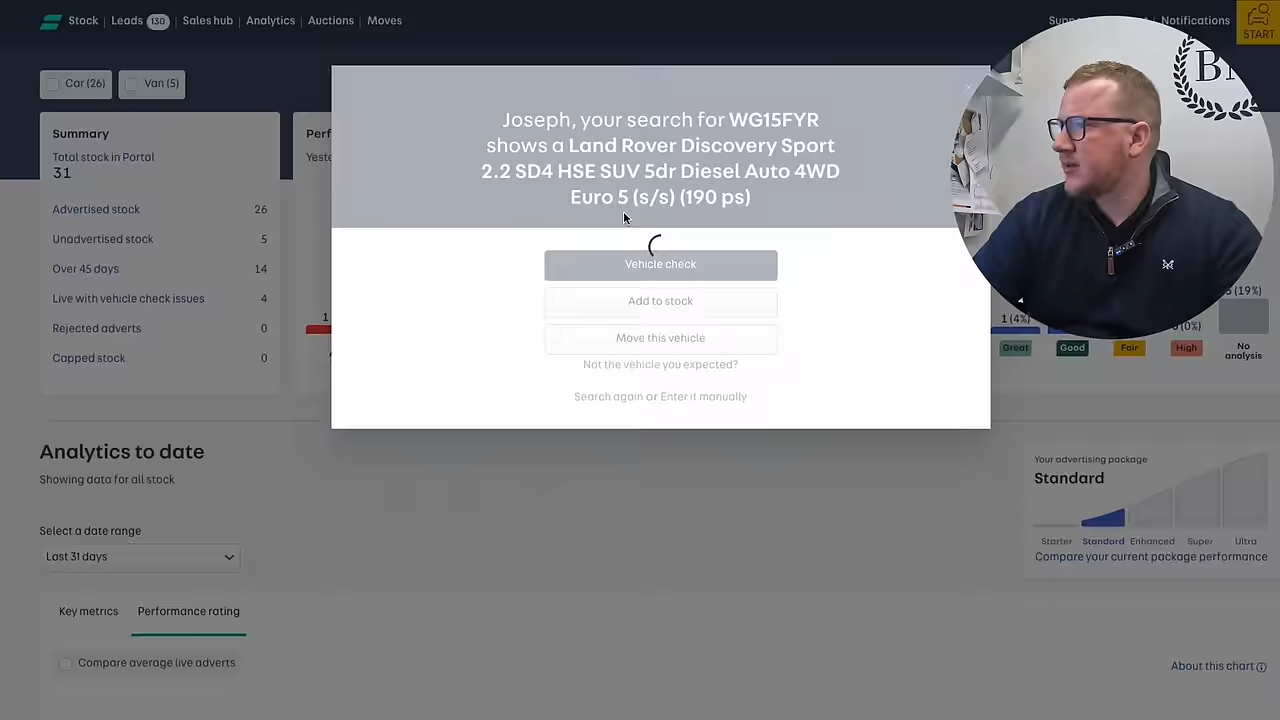 Stock
Leads 130
Sales hub
Analytics
Auctions
Moves
Notifications
START
Car (26)
Van (5)
BM
Summary
Total stock in Portal
31
Advertised stock 26
Unadvertised stock 5
Over 45 days 14
Live with vehicle check issues 4
Rejected adverts 0
Capped stock 0
Joseph, your search for WG15FYR
shows a Land Rover Discovery Sport
2.2 SD4 HSE SUV 5dr Diesel Auto 4WD
Euro 5 (s/s) (190 ps)
Vehicle check
Add to stock
Move this vehicle
Not the vehicle you expected?
Search again or Enter it manually
1
1 (4%)
(0%)
(19%)
Great
Good
Fair
High
No
analysis
Analytics to date
Showing data for all stock
Select a date range
Last 31 days
Your advertising package
Standard
Starter Standard Enhanced Super Ultra
Compare your current package performance
Key metrics
Performance rating
Compare average live adverts
About this chart